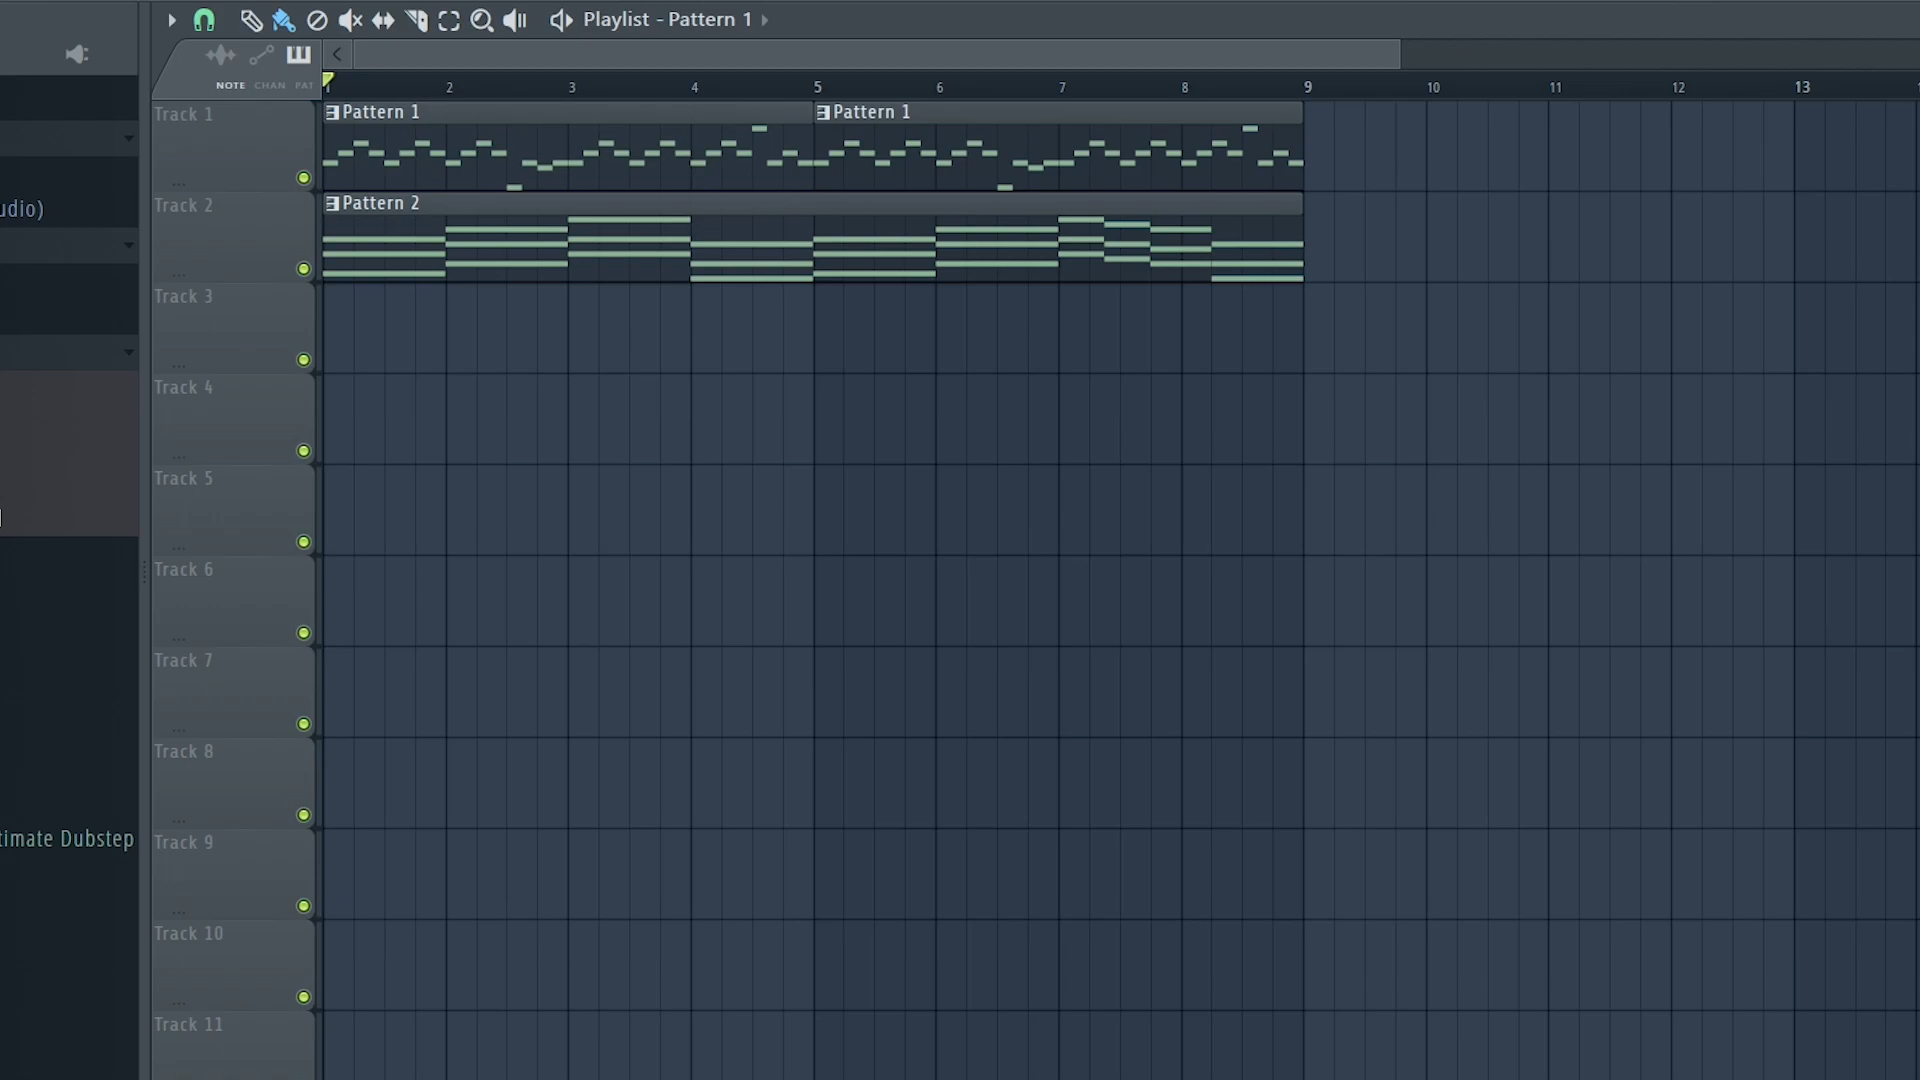 Playlist - Pattern 1
NOTE CHAN PAT
1 2 3 4 5 6 7 8 9 10 11 12 13
Track 1
Pattern 1
Pattern 1
...
udio)
Track 2
Pattern 2
...
Track 3
...
Track 4
...
Track 5
...
Track 6
...
Track 7
...
Track 8
...
timate Dubstep
Track 9
...
Track 10
...
Track 11